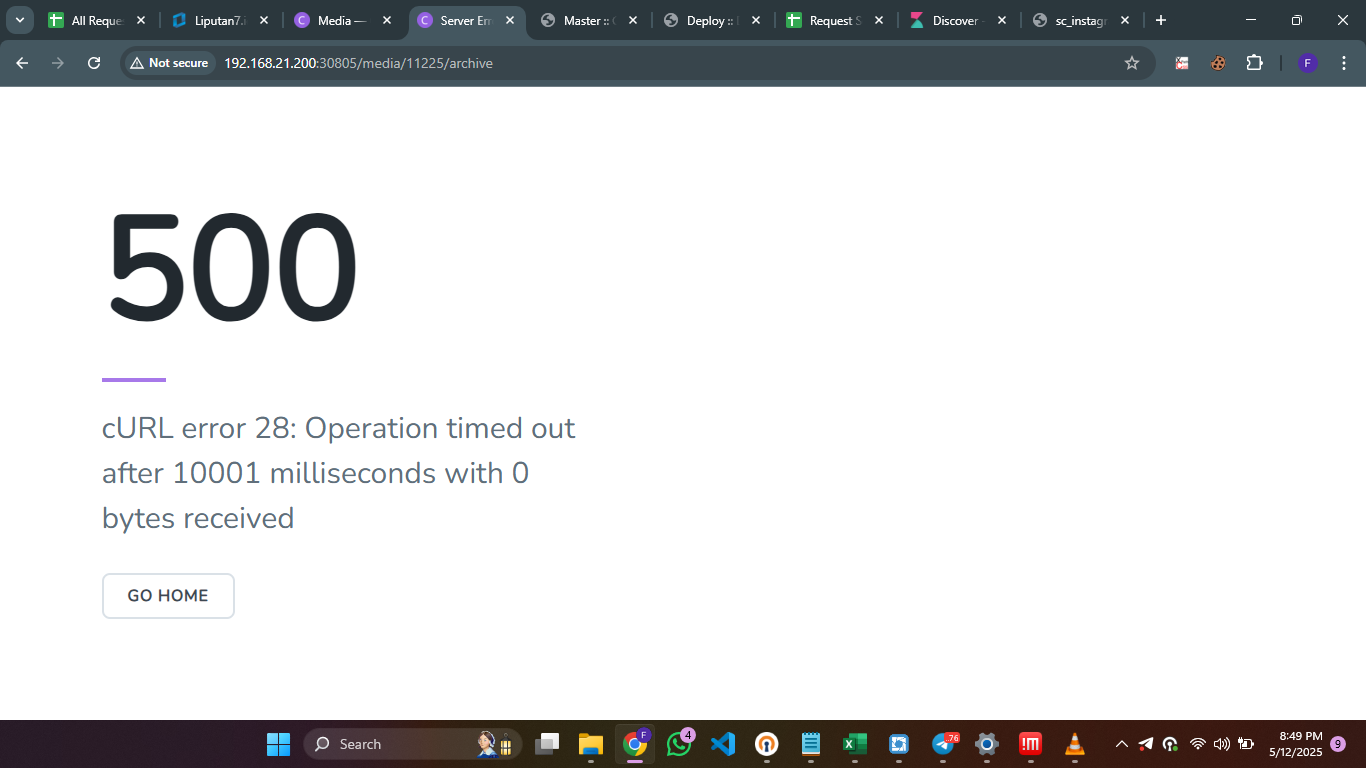 All Reque
Liputan7.i
Media —
Server Err
Master :: 
Deploy :: 
Request S
Discover -
sc_instagr
Not secure
192.168.21.200:30805/media/11225/archive
F
500
cURL error 28: Operation timed out
after 10001 milliseconds with 0
bytes received
GO HOME
Search
F
4
.76
!M
8:49 PM
5/12/2025
9